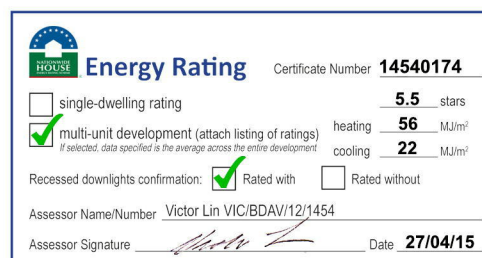 NATIONWIDE
HOUSE
ENERGY RATING SCHEME
Energy Rating
Certificate Number 14540174
single-dwelling rating
5.5 stars
multi-unit development (attach listing of ratings)
heating 56 MJ/m²
If selected, data specified is the average across the entire development
cooling 22 MJ/m²
Recessed downlights confirmation: Rated with Rated without
Assessor Name/Number Victor Lin VIC/BDAV/12/1454
Assessor Signature Date 27/04/15